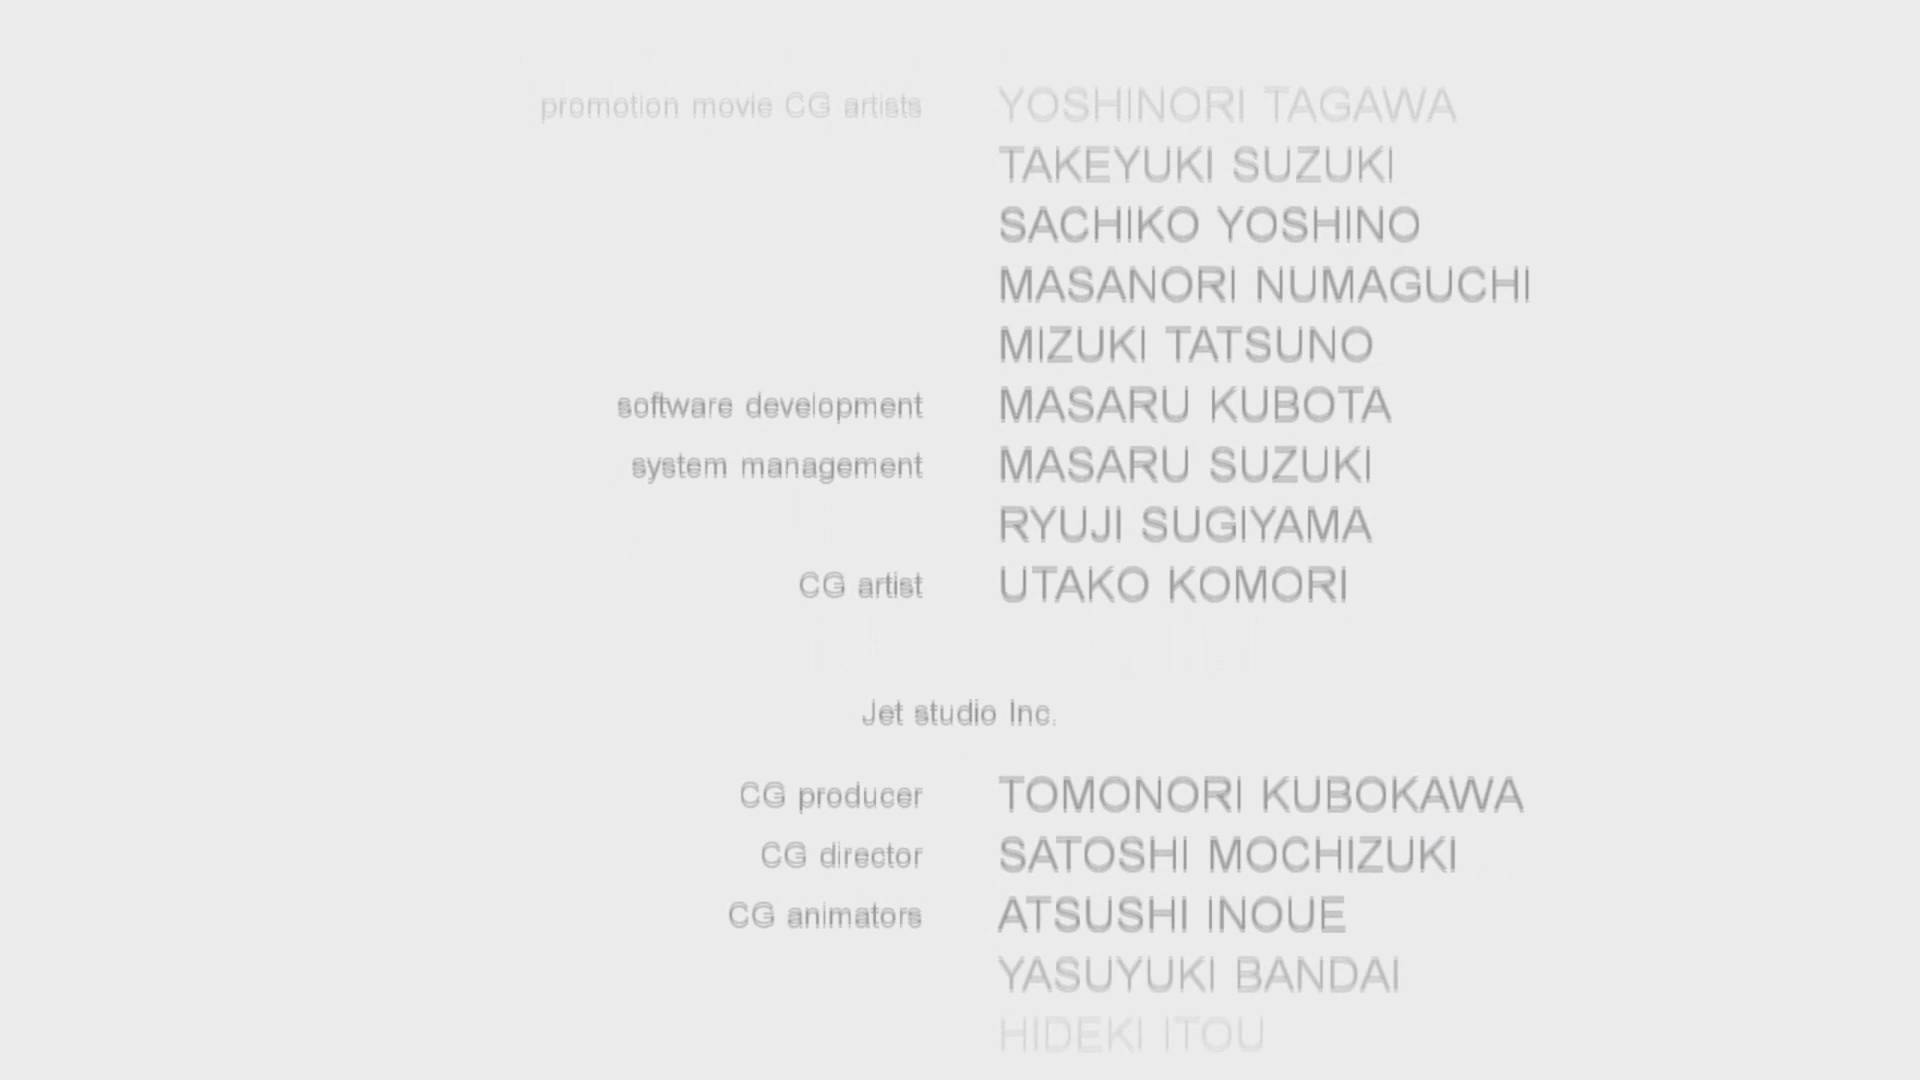 promotion movie CG artists YOSHINORI TAGAWA
TAKEYUKI SUZUKI
SACHIKO YOSHINO
MASANORI NUMAGUCHI
MIZUKI TATSUNO
software development MASARU KUBOTA
system management MASARU SUZUKI
RYUJI SUGIYAMA
CG artist UTAKO KOMORI
Jet studio Inc.
CG producer TOMONORI KUBOKAWA
CG director SATOSHI MOCHIZUKI
CG animators ATSUSHI INOUE
YASUYUKI BANDAI
HIDEKI ITOU